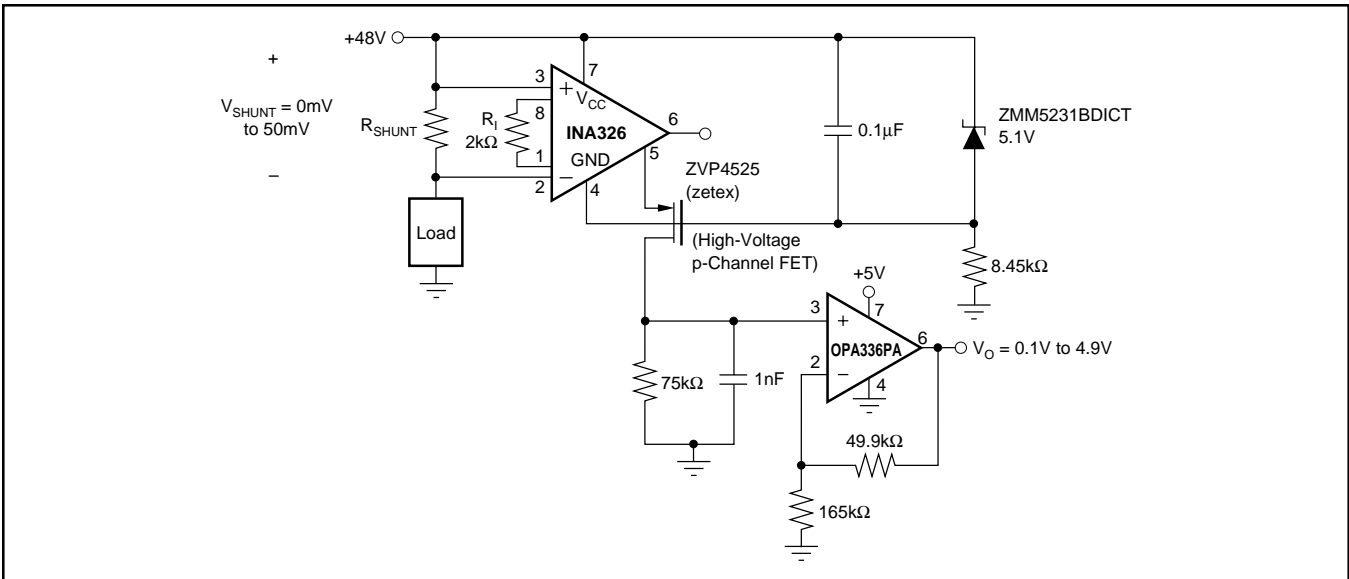 +48V
+
V_SHUNT = 0mV
to 50mV
−
R_SHUNT
Load
3
8
1
2
R_I
2kΩ
+
V_CC
7
INA326
GND
−
6
5
4
ZVP4525
(zetex)
(High-Voltage
p-Channel FET)
0.1µF
ZMM5231BDICT
5.1V
8.45kΩ
+5V
7
3
+
OPA336PA
2
−
4
6
V_O = 0.1V to 4.9V
75kΩ
1nF
49.9kΩ
165kΩ